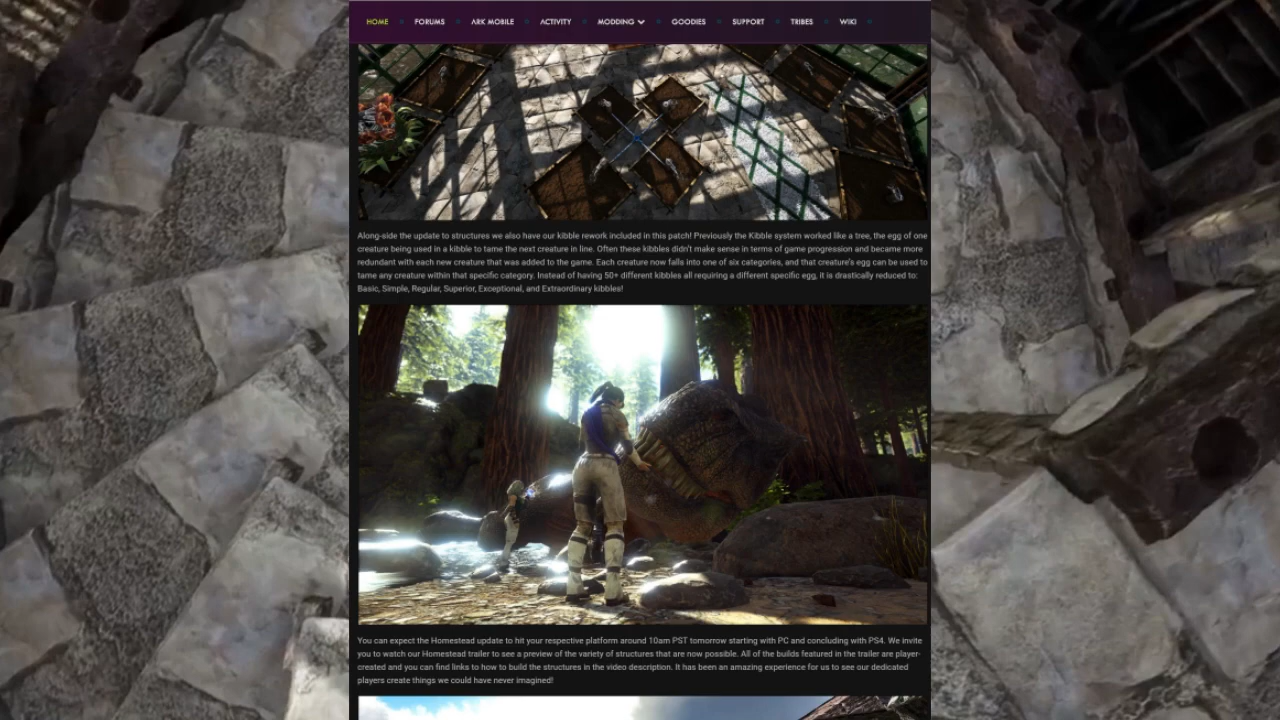 HOME FORUMS ARK MOBILE ACTIVITY MODDING GOODIES SUPPORT TRIBES WIKI
Along-side the update to structures we also have our kibble rework included in this patch! Previously the Kibble system worked like a tree, the egg of one
creature being used in a kibble to tame the next creature in line. Often these kibbles didn't make sense in terms of game progression and became more
redundant with each new creature that was added to the game. Each creature now falls into one of six categories, and that creature's egg can be used to
tame any creature within that specific category. Instead of having 50+ different kibbles all requiring a different specific egg, it is drastically reduced to:
Basic, Simple, Regular, Superior, Exceptional, and Extraordinary kibbles!
You can expect the Homestead update to hit your respective platform around 10am PST tomorrow starting with PC and concluding with PS4. We invite
you to watch our Homestead trailer to see a preview of the variety of structures that are now possible. All of the builds featured in the trailer are player-
created and you can find links to how to build the structures in the video description. It has been an amazing experience for us to see our dedicated
players create things we could have never imagined!